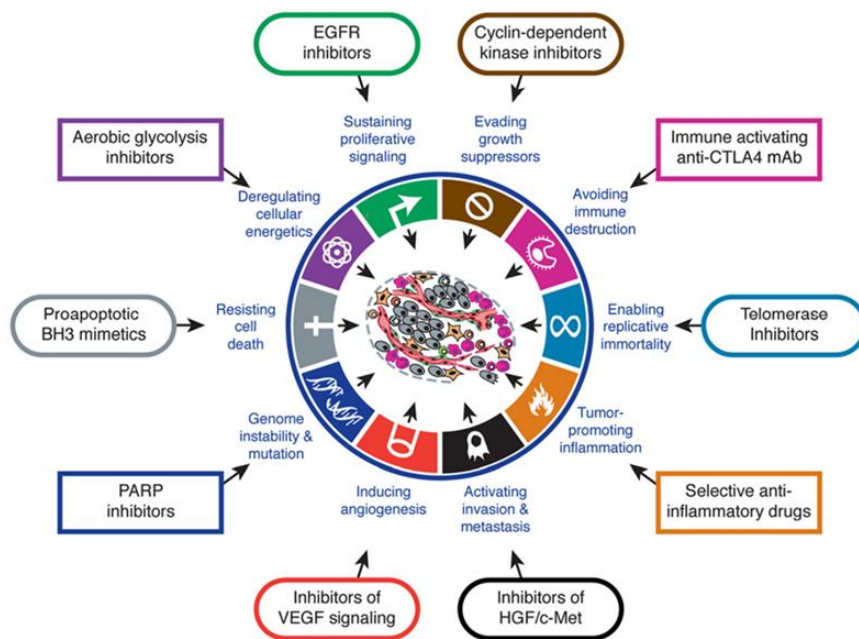 EGFR
inhibitors
Cyclin-dependent
kinase inhibitors
Sustaining
proliferative
signaling
Evading
growth
suppressors
Aerobic glycolysis
inhibitors
Immune activating
anti-CTLA4 mAb
Deregulating
cellular
energetics
Avoiding
immune
destruction
Proapoptotic
BH3 mimetics
Resisting
cell
death
Enabling
replicative
immortality
Telomerase
Inhibitors
Genome
instability &
mutation
Tumor-
promoting
inflammation
PARP
inhibitors
Inducing
angiogenesis
Activating
invasion &
metastasis
Selective anti-
inflammatory drugs
Inhibitors of
VEGF signaling
Inhibitors of
HGF/c-Met